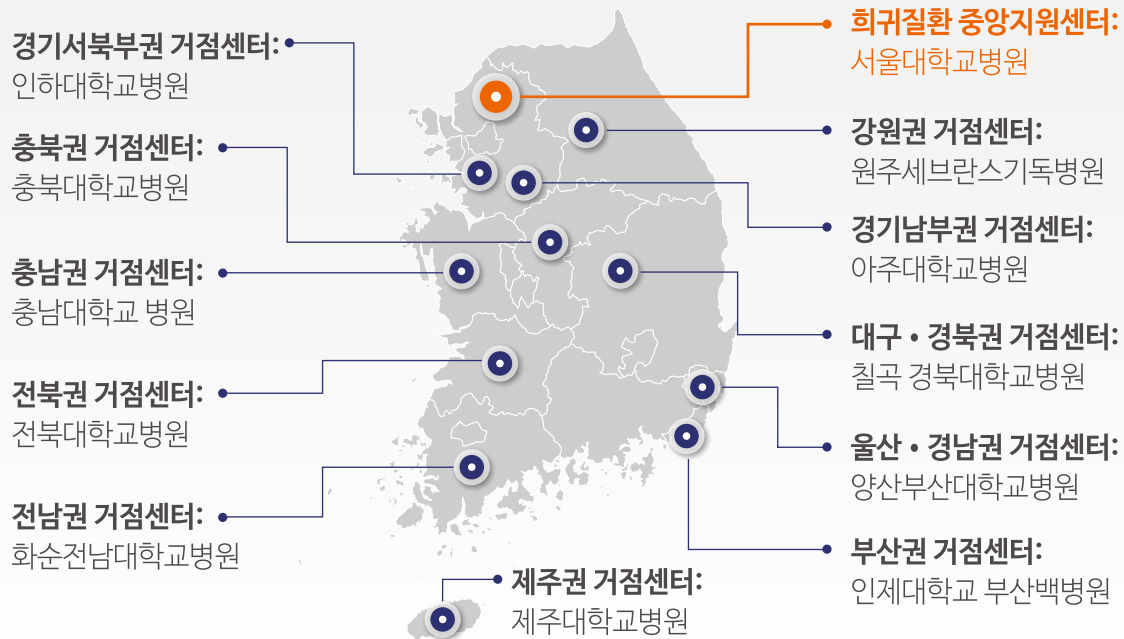 경기서북부권 거점센터:
인하대학교병원
충북권 거점센터:
충북대학교병원
충남권 거점센터:
충남대학교 병원
전북권 거점센터:
전북대학교병원
전남권 거점센터:
화순전남대학교병원
제주권 거점센터:
제주대학교병원
희귀질환 중앙지원센터:
서울대학교병원
강원권 거점센터:
원주세브란스기독병원
경기남부권 거점센터:
아주대학교병원
대구 • 경북권 거점센터:
칠곡 경북대학교병원
울산 • 경남권 거점센터:
양산부산대학교병원
부산권 거점센터:
인제대학교 부산백병원